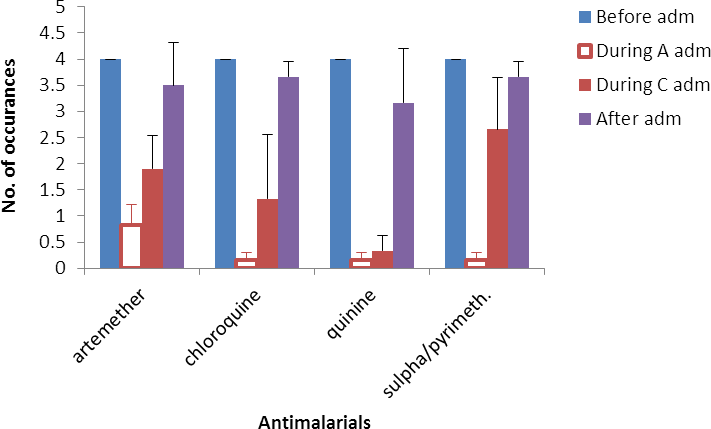 5
4.5
4
3.5
3
2.5
2
1.5
1
0.5
0
No. of occurances
artemether
chloroquine
quinine
sulpha/pyrimeth.
Antimalarials
Before adm
During A adm
During C adm
After adm